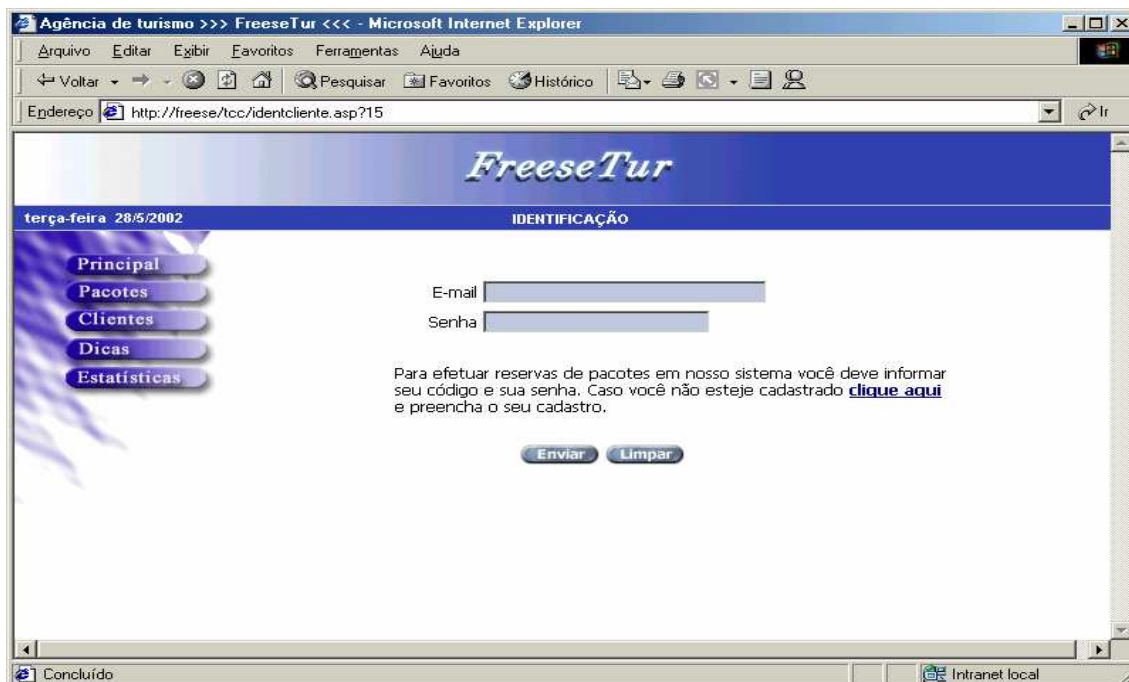 Agência de turismo >>> FreeseTur <<< - Microsoft Internet Explorer
Arquivo Editar Exibir Favoritos Ferramentas Ajuda
Voltar Pesquisar Favoritos Histórico
Endereço http://freese/tcc/identcliente.asp?15 Ir
FreeseTur
terça-feira 28/5/2002 IDENTIFICAÇÃO
Principal
Pacotes
Clientes
Dicas
Estatísticas
E-mail
Senha
Para efetuar reservas de pacotes em nosso sistema você deve informar
seu código e sua senha. Caso você não esteje cadastrado clique aqui
e preencha o seu cadastro.
Enviar Limpar
Concluído Intranet local